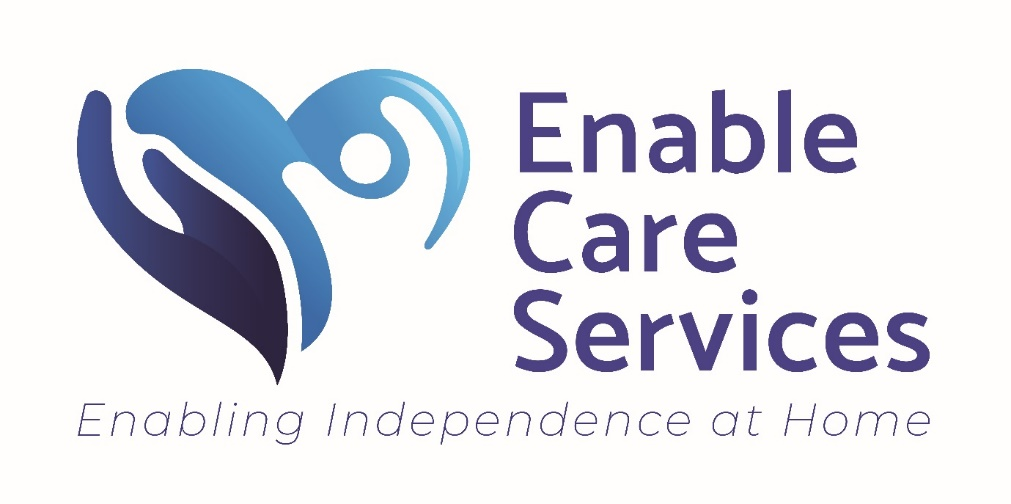 Enable
Care
Services
Enabling Independence at Home